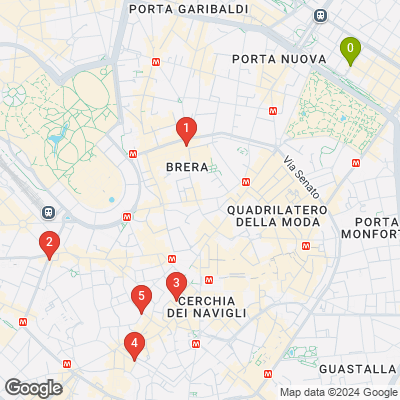 PORTA GARIBALDI
0
PORTA NUOVA
1
BRERA
Via Senato
QUADRILATERO
DELLA MODA
PORTA
MONFORT
2
3
CERCHIA
DEI NAVIGLI
5
4
GUASTALLA
Google
Map data ©2024 Google